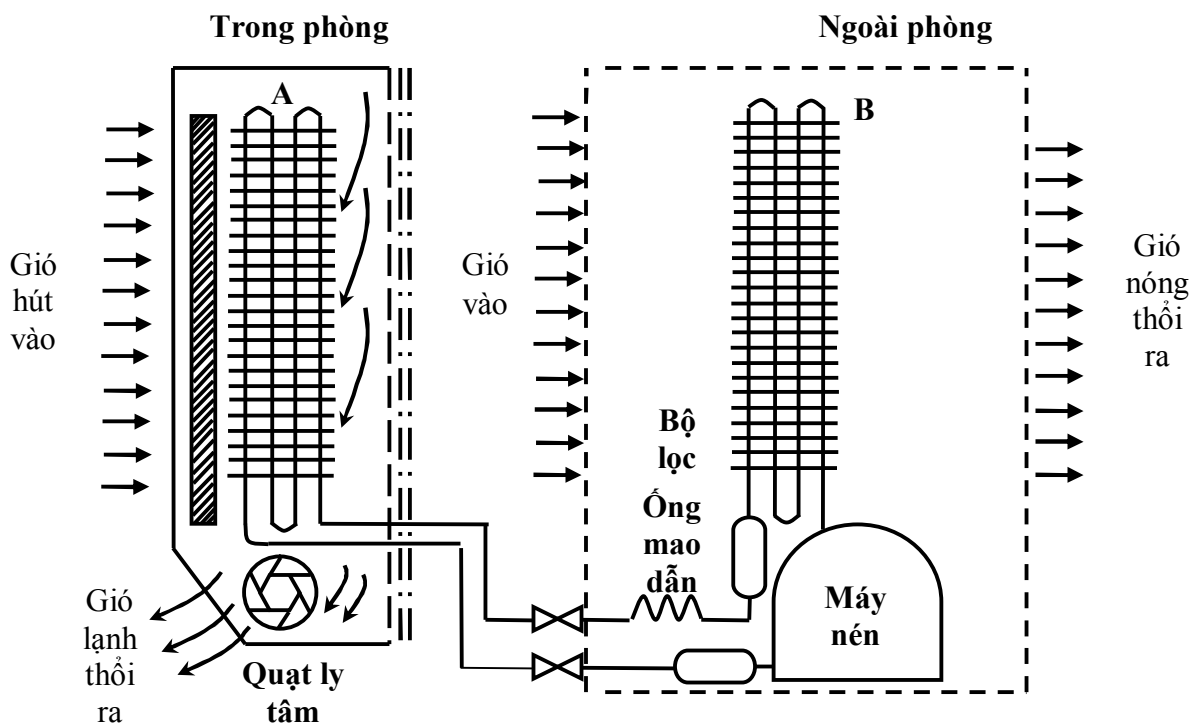 Trong phòng
Ngoài phòng
A
B
Gió
hút
vào
Gió
vào
Gió
nóng
thổi
ra
Bộ
lọc
Ống
mao
dẫn
Máy
nén
Gió
lạnh
thổi
ra
Quạt ly
tâm